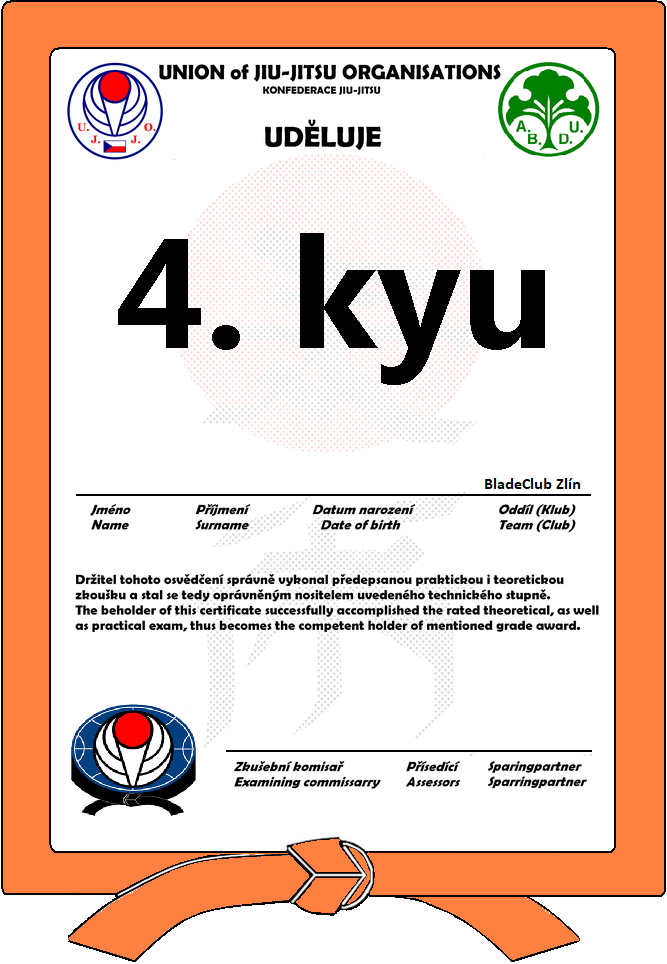 UNION of JIU-JITSU ORGANISATIONS
KONFEDERACE JIU-JITSU
U. J. J. O.
A. B. D. U.
UDĚLUJE
4. kyu
BladeClub Zlín
Jméno Příjmení Datum narození Oddíl (Klub)
Name Surname Date of birth Team (Club)
Držitel tohoto osvědčení správně vykonal předepsanou praktickou i teoretickou
zkoušku a stal se tedy oprávněným nositelem uvedeného technického stupně.
The beholder of this certificate successfully accomplished the rated theoretical, as well
as practical exam, thus becomes the competent holder of mentioned grade award.
Zkušební komisař Přísedící Sparingpartner
Examining commissarry Assessors Sparringpartner